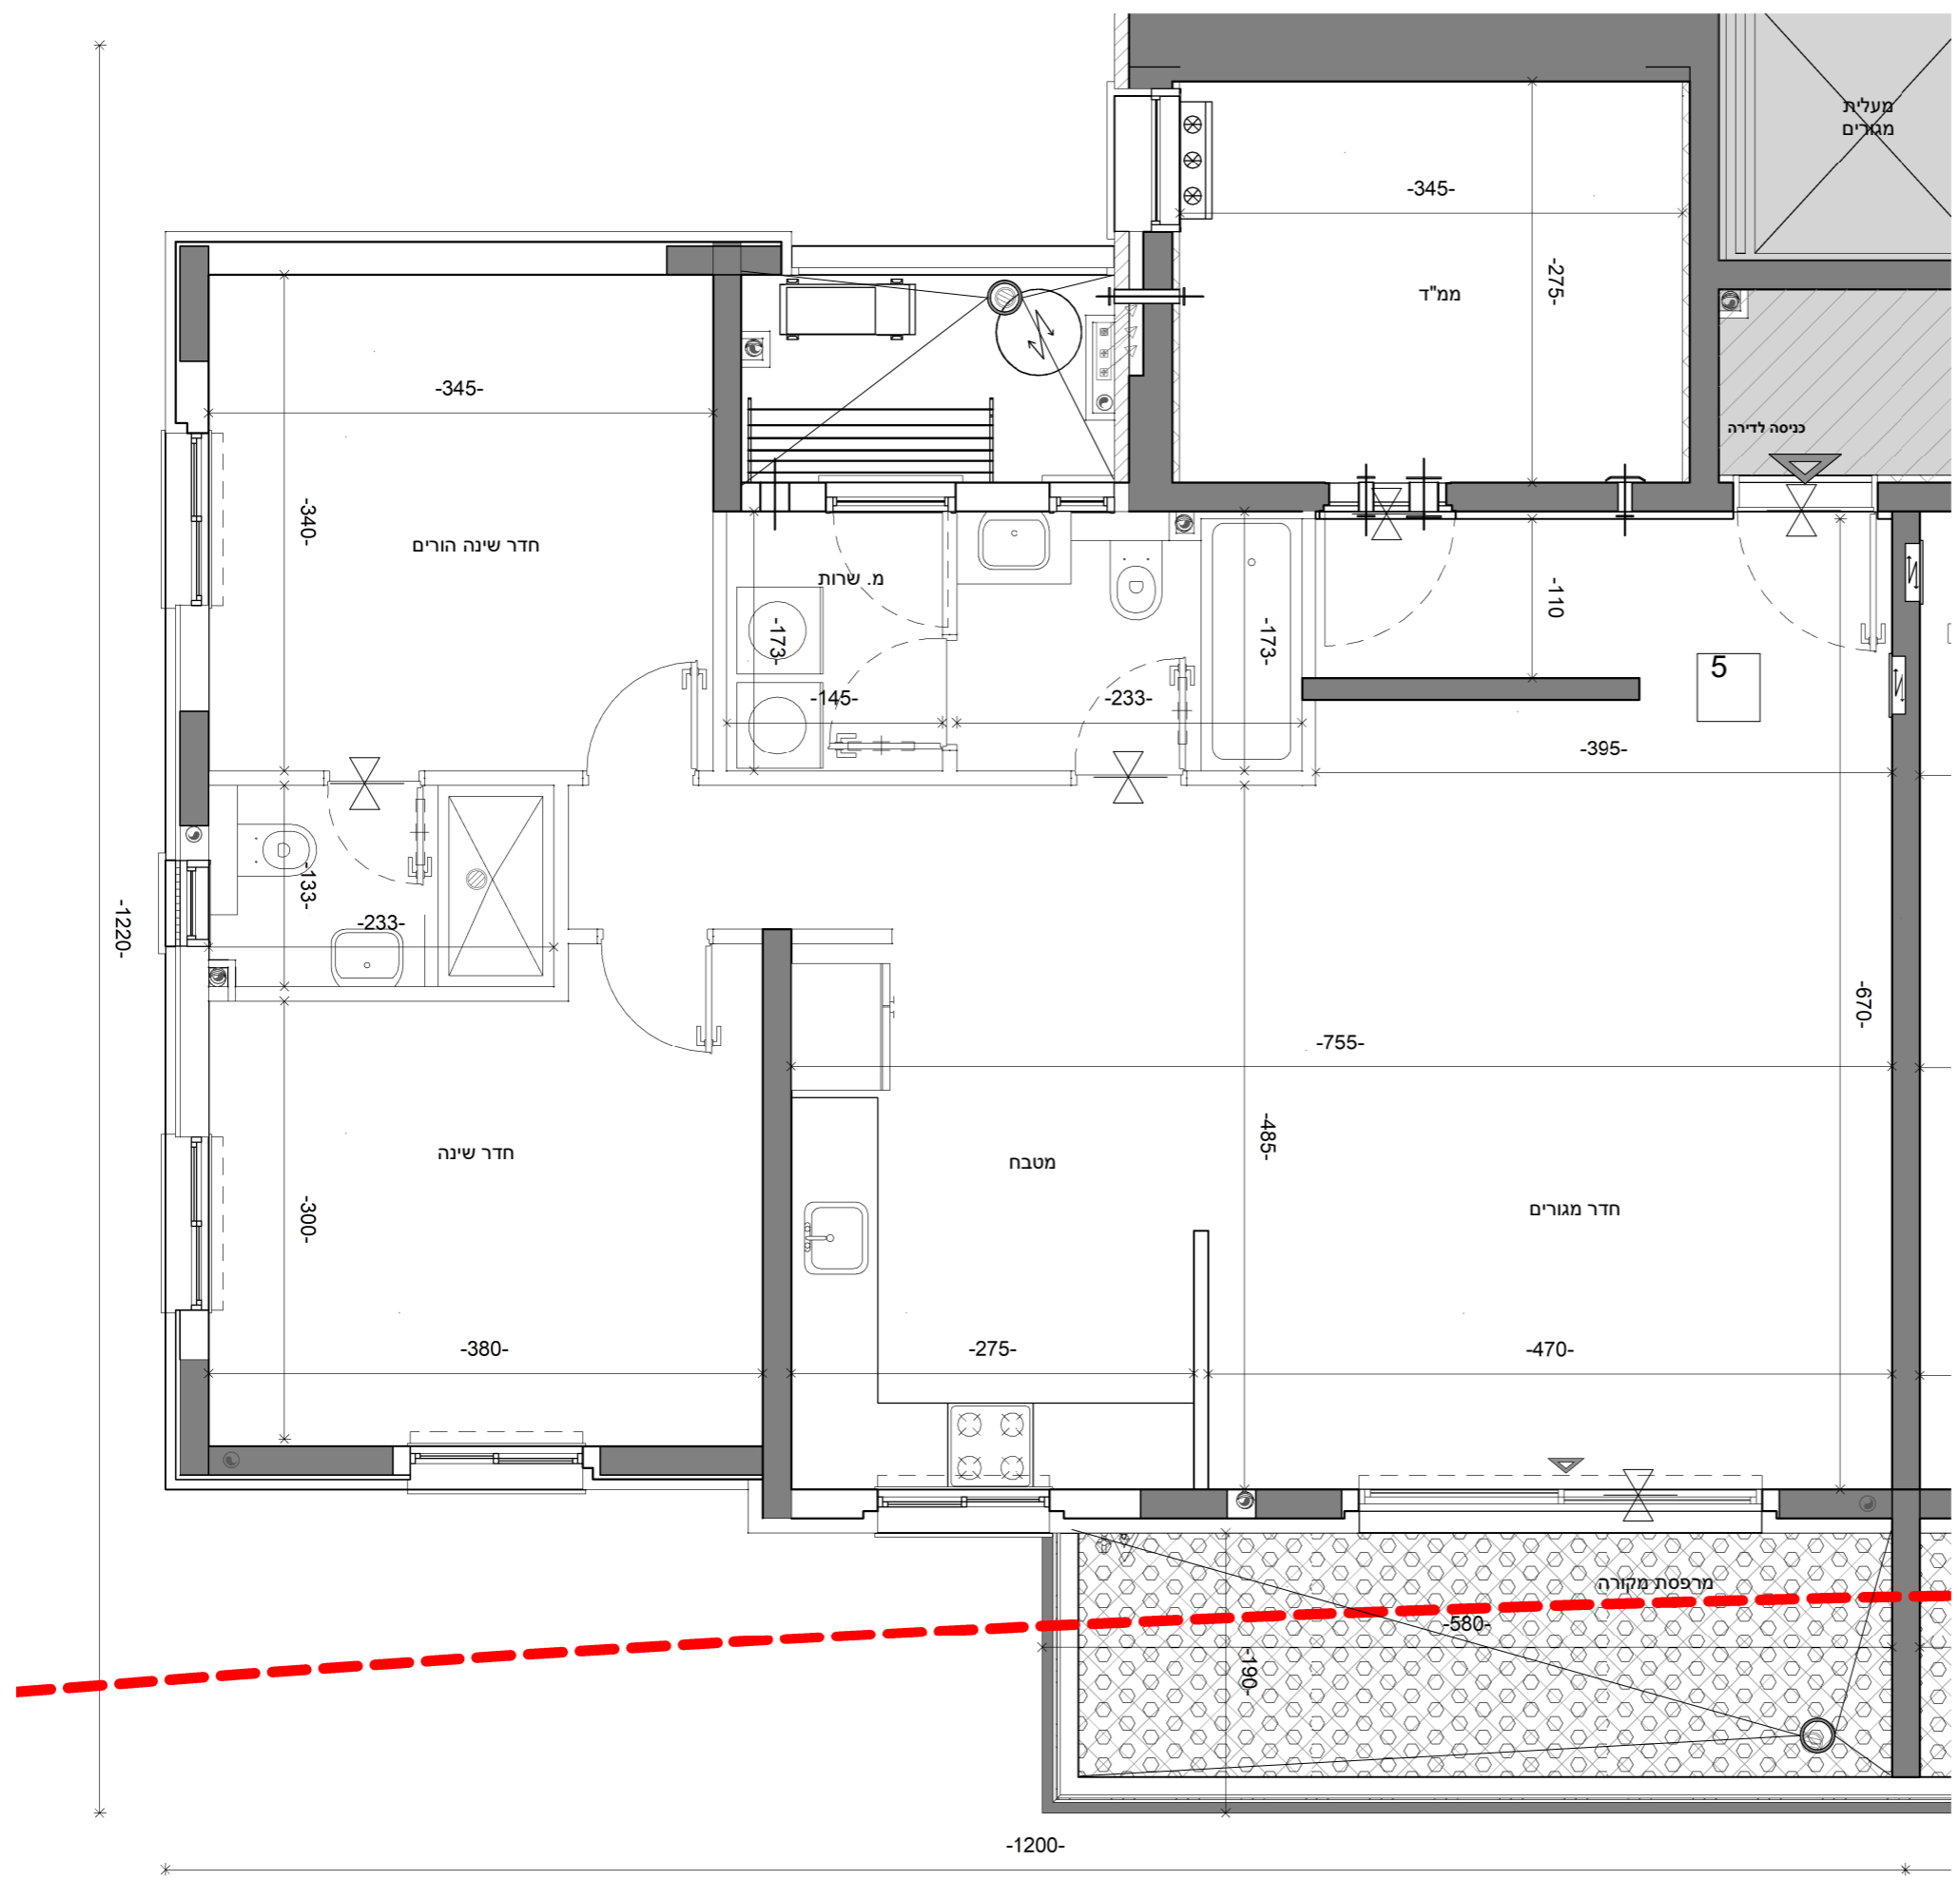 מעלית
מגורים
-345-
-275-
ממ"ד
-345-
כניסה לדירה
-340-
חדר שינה הורים
מ. שרות
-110
-173-
-173-
5
-145-
-233-
-395-
-133-
-233-
-1220-
-670-
-755-
-485-
חדר שינה
מטבח
-300-
חדר מגורים
-380-
-275-
-470-
מרפסת מקורה
-580-
-190-
-1200-